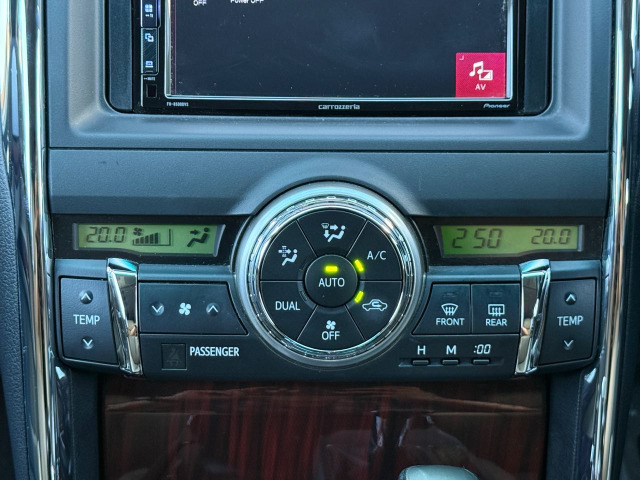 OFF
Power OFF
AV
carrozzeria
Pioneer
20.0
2:50
20.0
A/C
AUTO
DUAL
OFF
TEMP
FRONT
REAR
TEMP
PASSENGER
H M :00